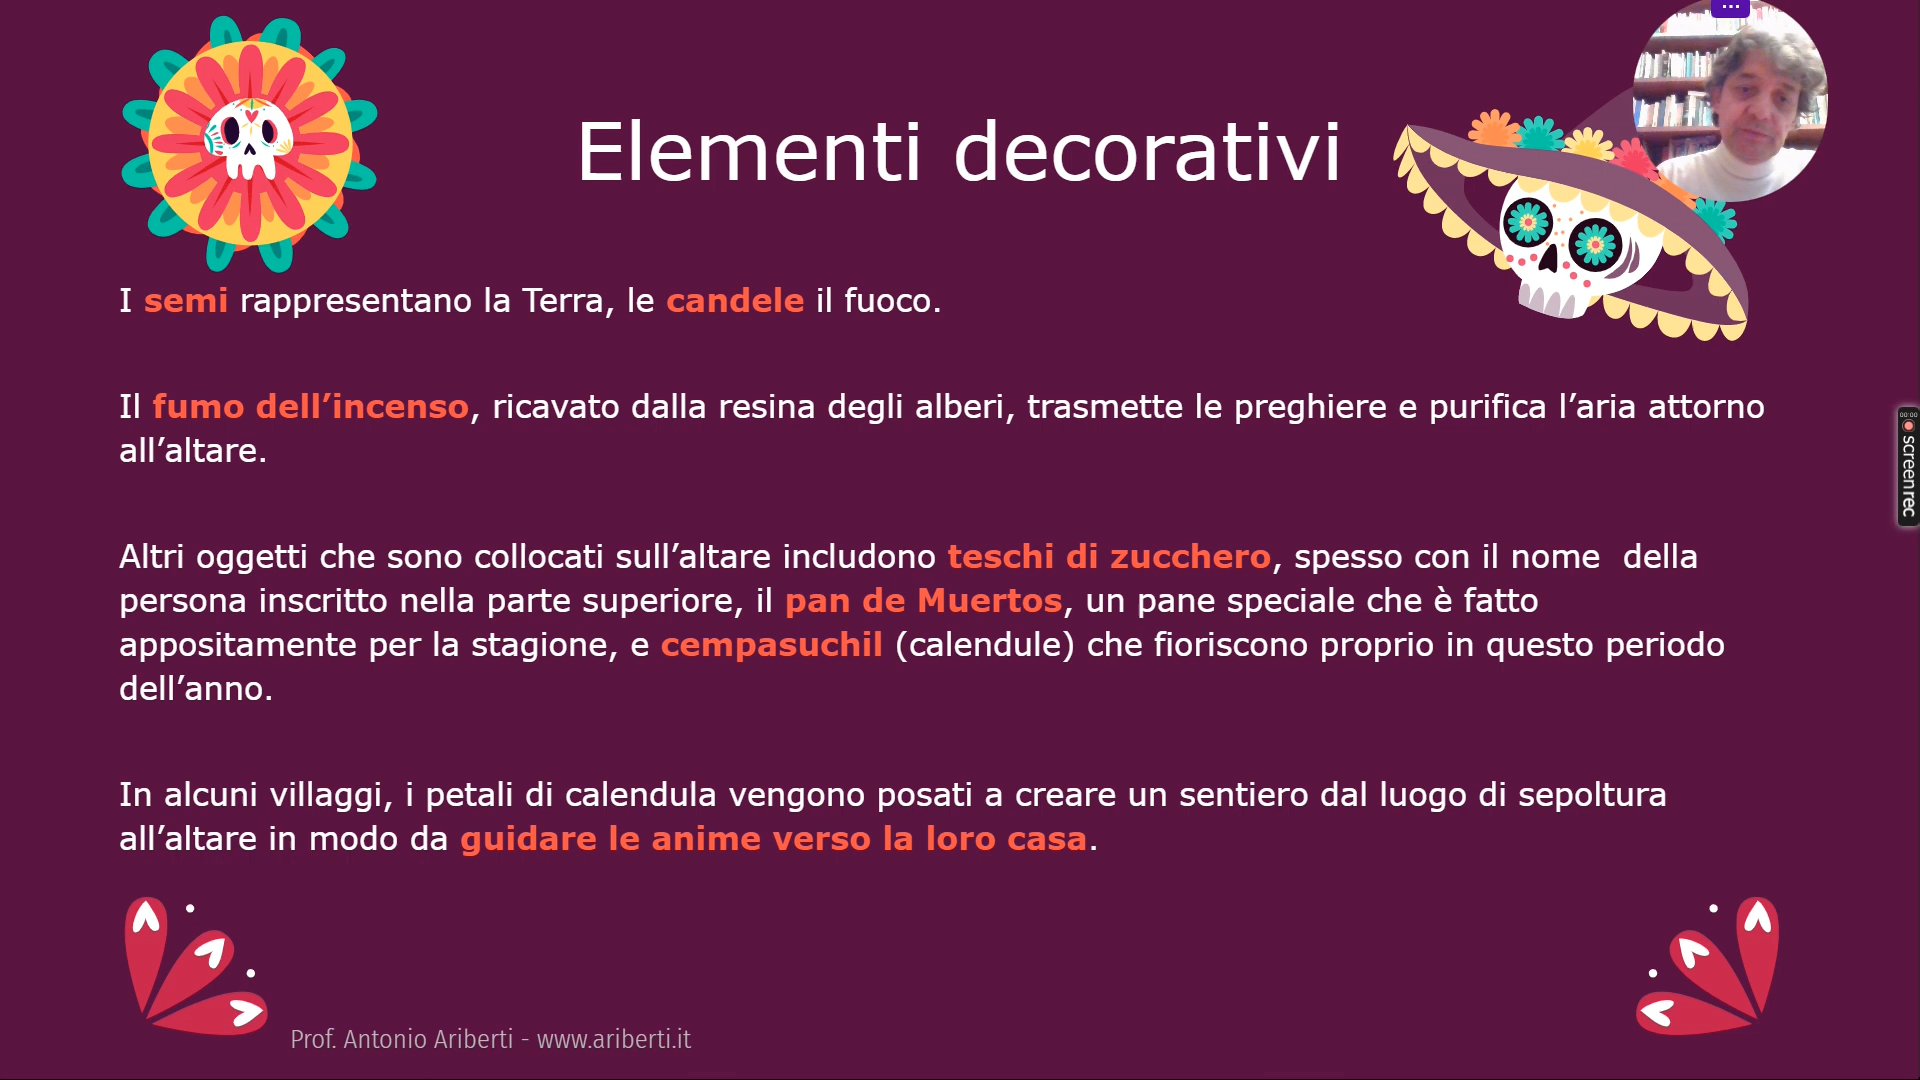 Elementi decorativi
I semi rappresentano la Terra, le candele il fuoco.
Il fumo dell’incenso, ricavato dalla resina degli alberi, trasmette le preghiere e purifica l’aria attorno
all’altare.
Altri oggetti che sono collocati sull’altare includono teschi di zucchero, spesso con il nome  della
persona inscritto nella parte superiore, il pan de Muertos, un pane speciale che è fatto
appositamente per la stagione, e cempasuchil (calendule) che fioriscono proprio in questo periodo
dell’anno.
In alcuni villaggi, i petali di calendula vengono posati a creare un sentiero dal luogo di sepoltura
all’altare in modo da guidare le anime verso la loro casa.
Prof. Antonio Ariberti - www.ariberti.it
00:00
screenrec